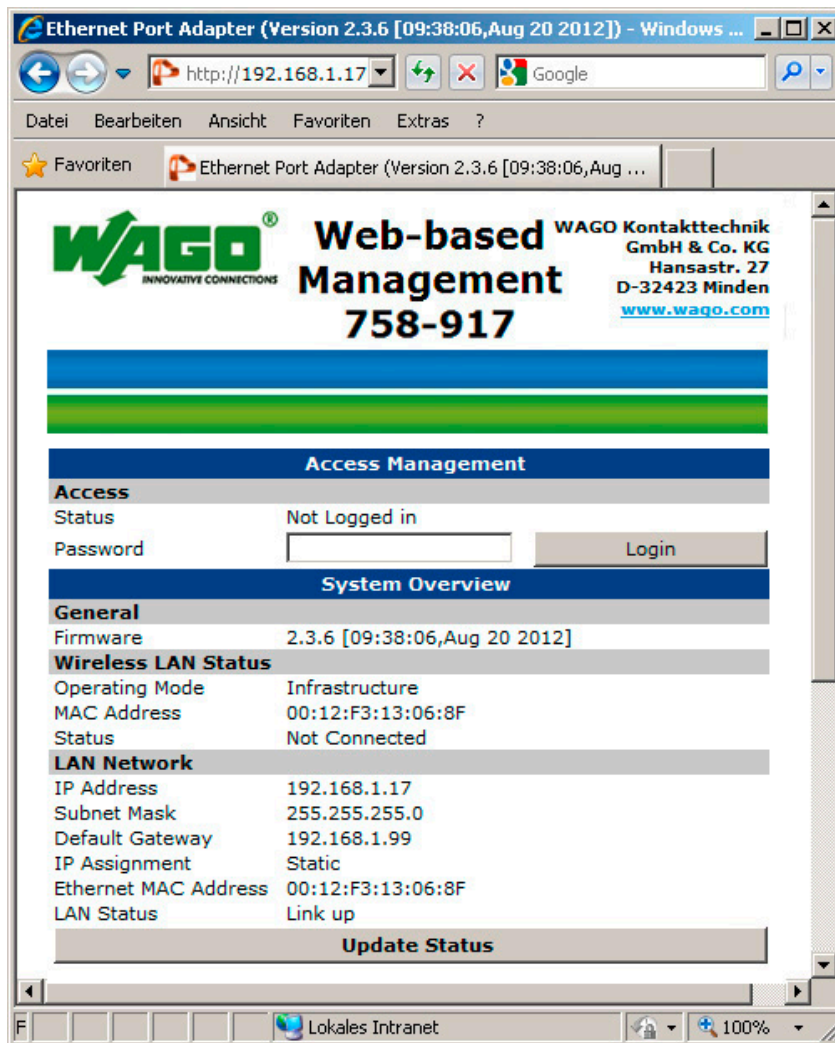 Ethernet Port Adapter (Version 2.3.6 [09:38:06,Aug 20 2012]) - Windows ...
http://192.168.1.17
Google
Datei Bearbeiten Ansicht Favoriten Extras ?
Favoriten
Ethernet Port Adapter (Version 2.3.6 [09:38:06,Aug ...
WAGO®
INNOVATIVE CONNECTIONS
Web-based
Management
758-917
WAGO Kontakttechnik
GmbH & Co. KG
Hansastr. 27
D-32423 Minden
www.wago.com
Access Management
Access
Status Not Logged in
Password Login
System Overview
General
Firmware 2.3.6 [09:38:06,Aug 20 2012]
Wireless LAN Status
Operating Mode Infrastructure
MAC Address 00:12:F3:13:06:8F
Status Not Connected
LAN Network
IP Address 192.168.1.17
Subnet Mask 255.255.255.0
Default Gateway 192.168.1.99
IP Assignment Static
Ethernet MAC Address 00:12:F3:13:06:8F
LAN Status Link up
Update Status
F Lokales Intranet 100%